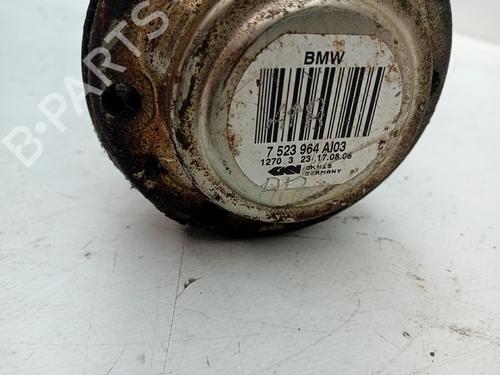 B-PARTS
BMW
7 523 964 AI03
1270 3 23 17.08.06
GKN
GERMANY